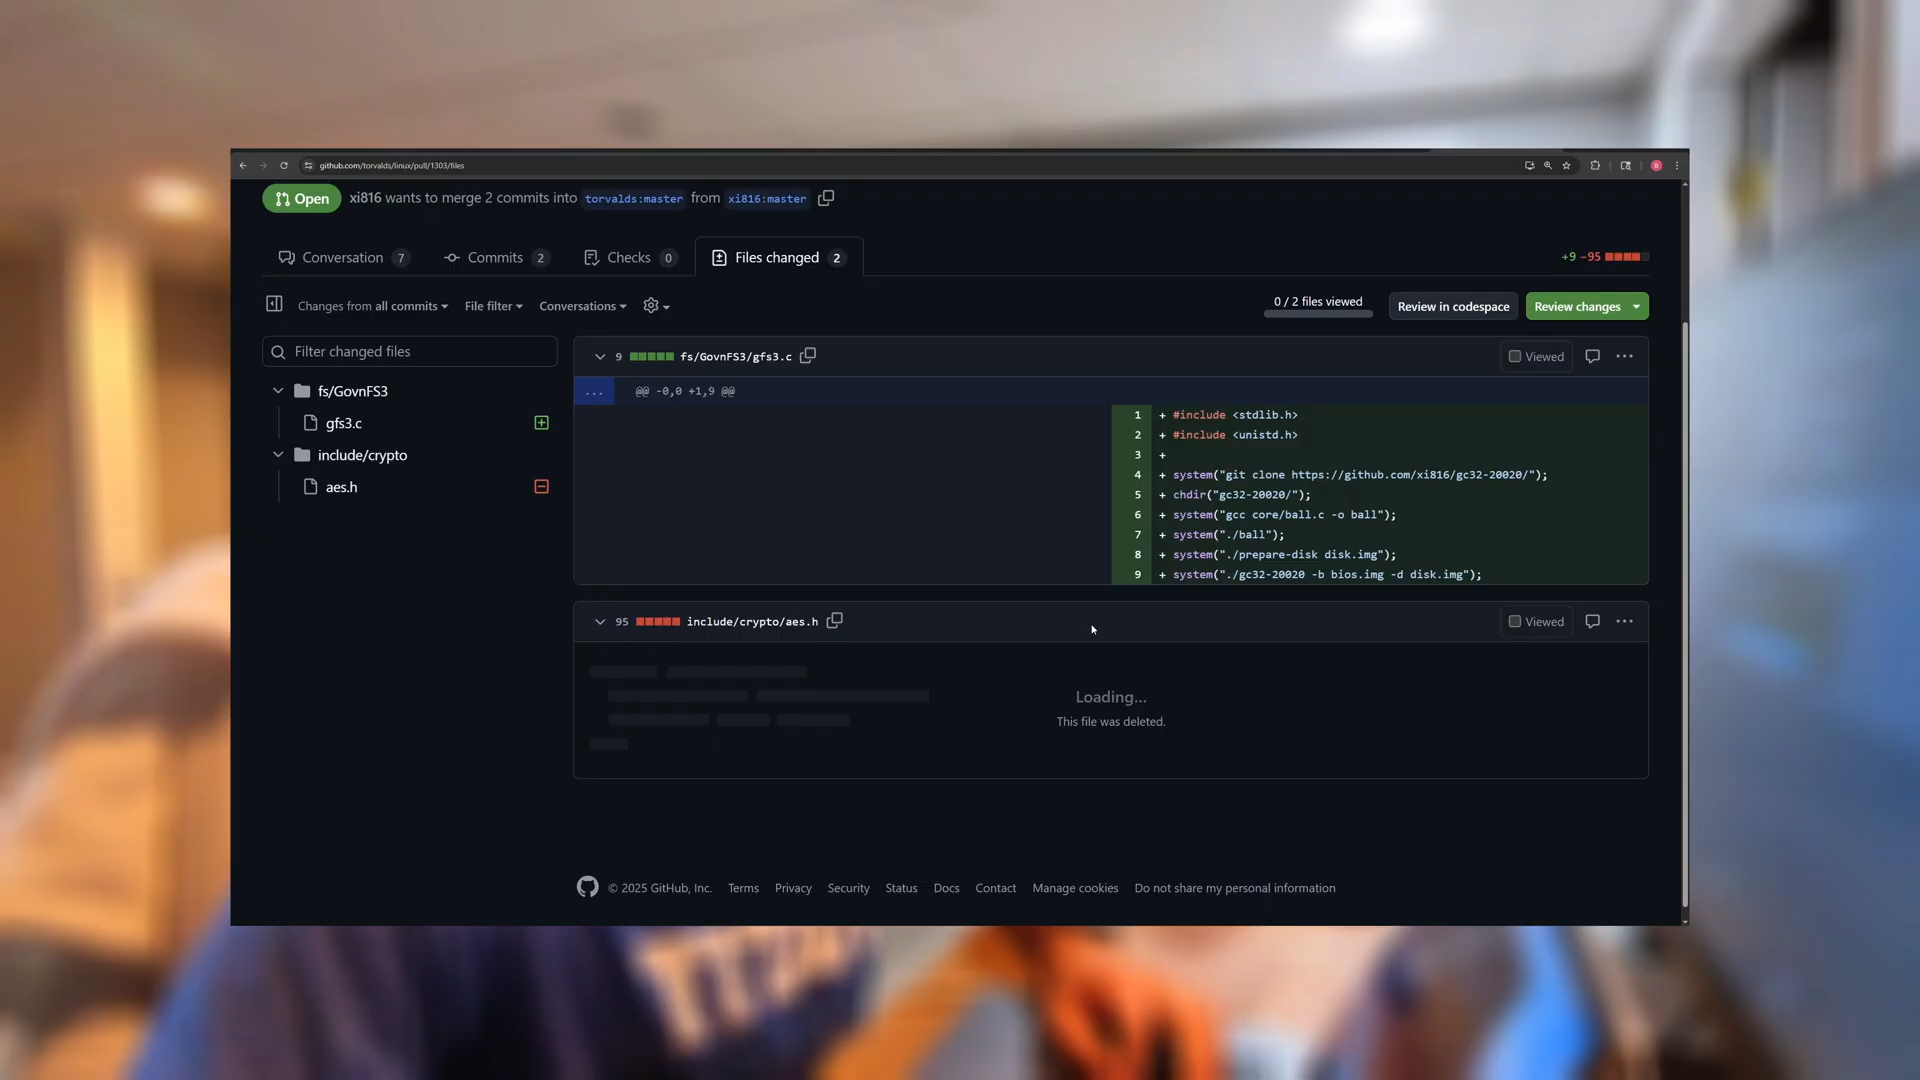 github.com/torvalds/linux/pull/1303/files
B
Open xi816 wants to merge 2 commits into torvalds:master from xi816:master
Conversation 7 Commits 2 Checks 0 Files changed 2 +9 −95
Changes from all commits File filter Conversations 0 / 2 files viewed Review in codespace Review changes
Filter changed files
fs/GovnFS3
gfs3.c
include/crypto
aes.h
9 fs/GovnFS3/gfs3.c Viewed
... @@ -0,0 +1,9 @@
1 + #include <stdlib.h>
2 + #include <unistd.h>
3 +
4 + system("git clone https://github.com/xi816/gc32-20020/");
5 + chdir("gc32-20020/");
6 + system("gcc core/ball.c -o ball");
7 + system("./ball");
8 + system("./prepare-disk disk.img");
9 + system("./gc32-20020 -b bios.img -d disk.img");
95 include/crypto/aes.h Viewed
Loading...
This file was deleted.
© 2025 GitHub, Inc. Terms Privacy Security Status Docs Contact Manage cookies Do not share my personal information